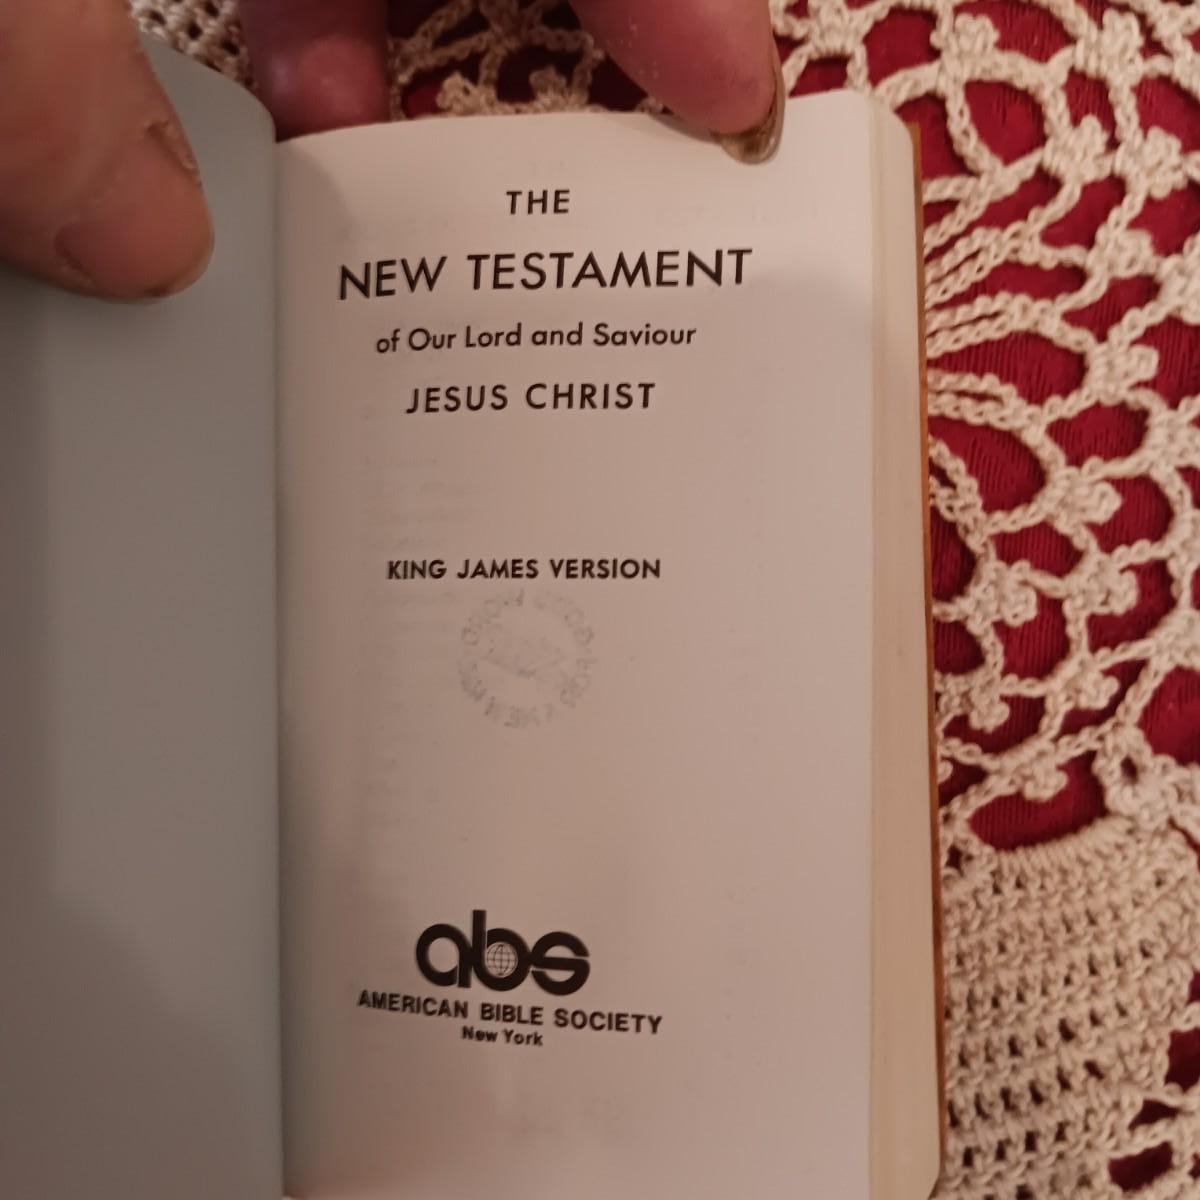 THE
NEW TESTAMENT
of Our Lord and Saviour
JESUS CHRIST
KING JAMES VERSION
abs
AMERICAN BIBLE SOCIETY
New York